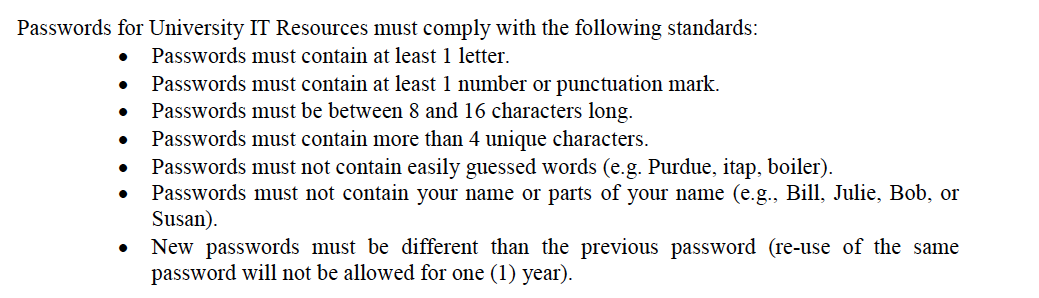 Passwords for University IT Resources must comply with the following standards:
• Passwords must contain at least 1 letter.
• Passwords must contain at least 1 number or punctuation mark.
• Passwords must be between 8 and 16 characters long.
• Passwords must contain more than 4 unique characters.
• Passwords must not contain easily guessed words (e.g. Purdue, itap, boiler).
• Passwords must not contain your name or parts of your name (e.g., Bill, Julie, Bob, or
Susan).
• New passwords must be different than the previous password (re-use of the same
password will not be allowed for one (1) year).